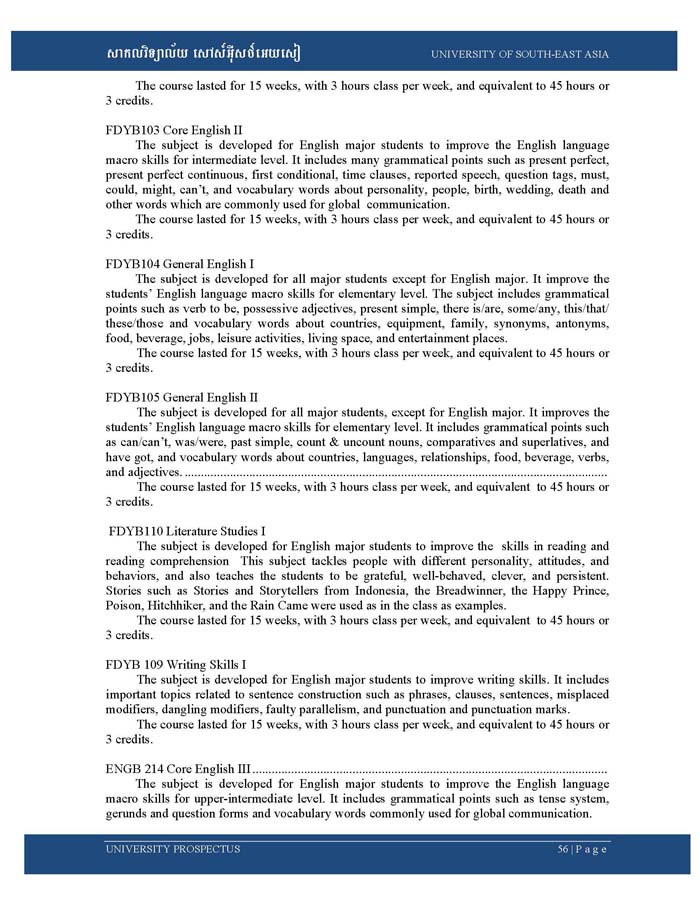 សាកលវិទ្យាល័យ សៅស៍អ៊ីសថ៍អេយសៀ UNIVERSITY OF SOUTH-EAST ASIA
The course lasted for 15 weeks, with 3 hours class per week, and equivalent to 45 hours or
3 credits.
FDYB103 Core English II
The subject is developed for English major students to improve the English language
macro skills for intermediate level. It includes many grammatical points such as present perfect,
present perfect continuous, first conditional, time clauses, reported speech, question tags, must,
could, might, can’t, and vocabulary words about personality, people, birth, wedding, death and
other words which are commonly used for global communication.
The course lasted for 15 weeks, with 3 hours class per week, and equivalent to 45 hours or
3 credits.
FDYB104 General English I
The subject is developed for all major students except for English major. It improve the
students’ English language macro skills for elementary level. The subject includes grammatical
points such as verb to be, possessive adjectives, present simple, there is/are, some/any, this/that/
these/those and vocabulary words about countries, equipment, family, synonyms, antonyms,
food, beverage, jobs, leisure activities, living space, and entertainment places.
The course lasted for 15 weeks, with 3 hours class per week, and equivalent to 45 hours or
3 credits.
FDYB105 General English II
The subject is developed for all major students, except for English major. It improves the
students’ English language macro skills for elementary level. It includes grammatical points such
as can/can’t, was/were, past simple, count & uncount nouns, comparatives and superlatives, and
have got, and vocabulary words about countries, languages, relationships, food, beverage, verbs,
and adjectives. ....................................................................................................................................
The course lasted for 15 weeks, with 3 hours class per week, and equivalent to 45 hours or
3 credits.
FDYB110 Literature Studies I
The subject is developed for English major students to improve the skills in reading and
reading comprehension This subject tackles people with different personality, attitudes, and
behaviors, and also teaches the students to be grateful, well-behaved, clever, and persistent.
Stories such as Stories and Storytellers from Indonesia, the Breadwinner, the Happy Prince,
Poison, Hitchhiker, and the Rain Came were used as in the class as examples.
The course lasted for 15 weeks, with 3 hours class per week, and equivalent to 45 hours or
3 credits.
FDYB 109 Writing Skills I
The subject is developed for English major students to improve writing skills. It includes
important topics related to sentence construction such as phrases, clauses, sentences, misplaced
modifiers, dangling modifiers, faulty parallelism, and punctuation and punctuation marks.
The course lasted for 15 weeks, with 3 hours class per week, and equivalent to 45 hours or
3 credits.
ENGB 214 Core English III..............................................................................................................
The subject is developed for English major students to improve the English language
macro skills for upper-intermediate level. It includes grammatical points such as tense system,
gerunds and question forms and vocabulary words commonly used for global communication.
UNIVERSITY PROSPECTUS 56 | P a g e